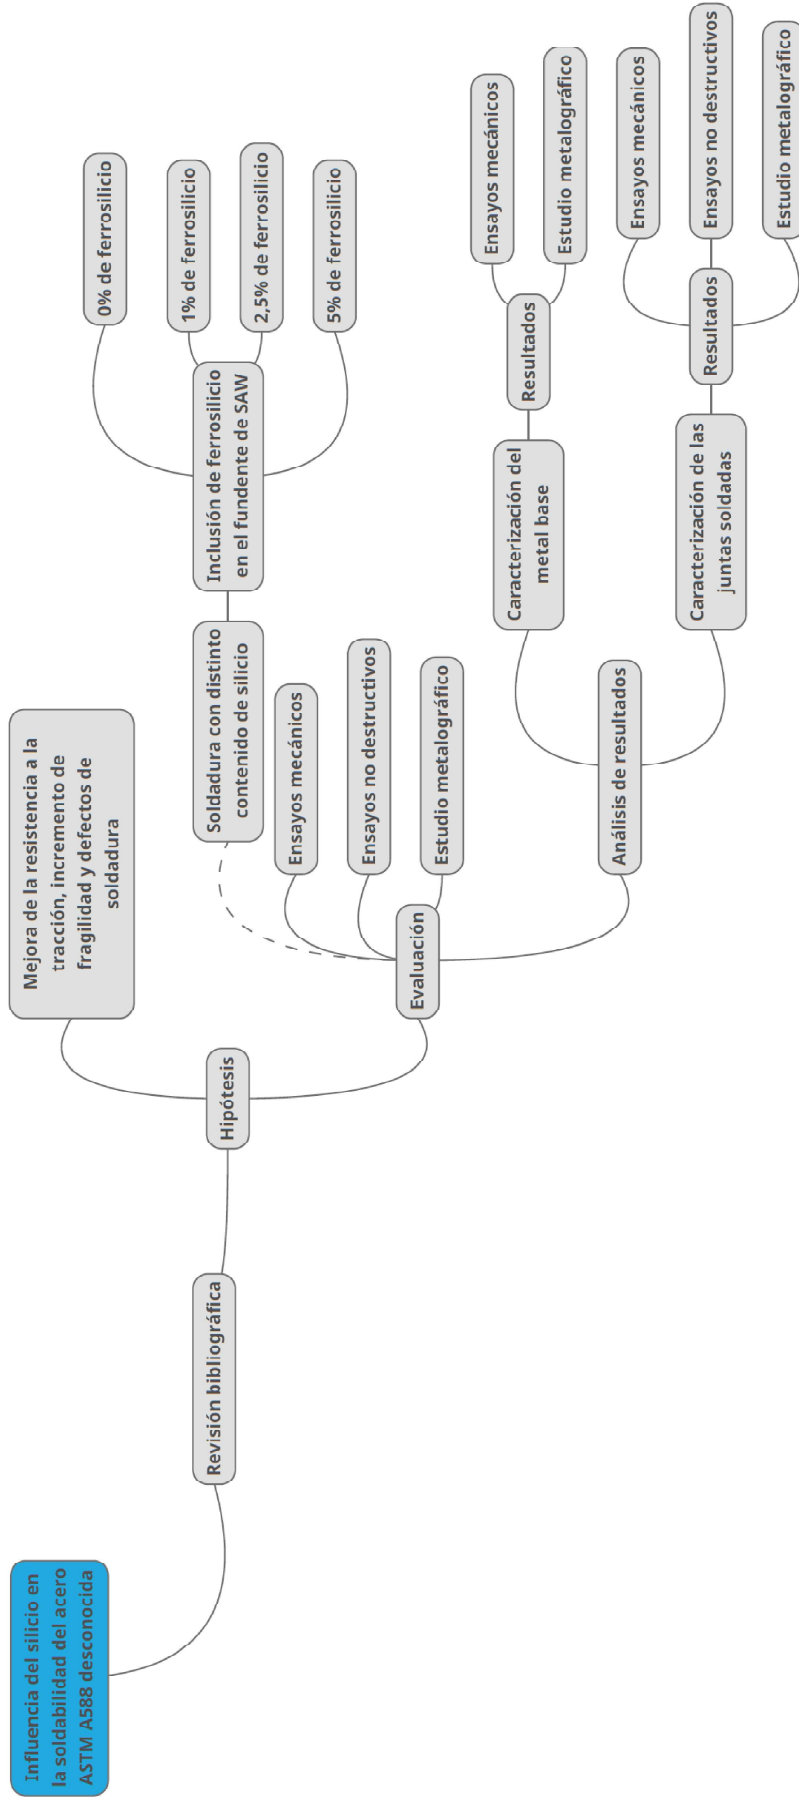 Influencia del silicio en
la soldabilidad del acero
ASTM A588 desconocida
Revisión bibliográfica
Hipótesis
Mejora de la resistencia a la
tracción, incremento de
fragilidad y defectos de
soldadura
Evaluación
Soldadura con distinto
contenido de silicio
Inclusión de ferrosilicio
en el fundente de SAW
0% de ferrosilicio
1% de ferrosilicio
2,5% de ferrosilicio
5% de ferrosilicio
Ensayos mecánicos
Ensayos no destructivos
Estudio metalográfico
Análisis de resultados
Caracterización del
metal base
Resultados
Ensayos mecánicos
Estudio metalográfico
Caracterización de las
juntas soldadas
Resultados
Ensayos mecánicos
Ensayos no destructivos
Estudio metalográfico